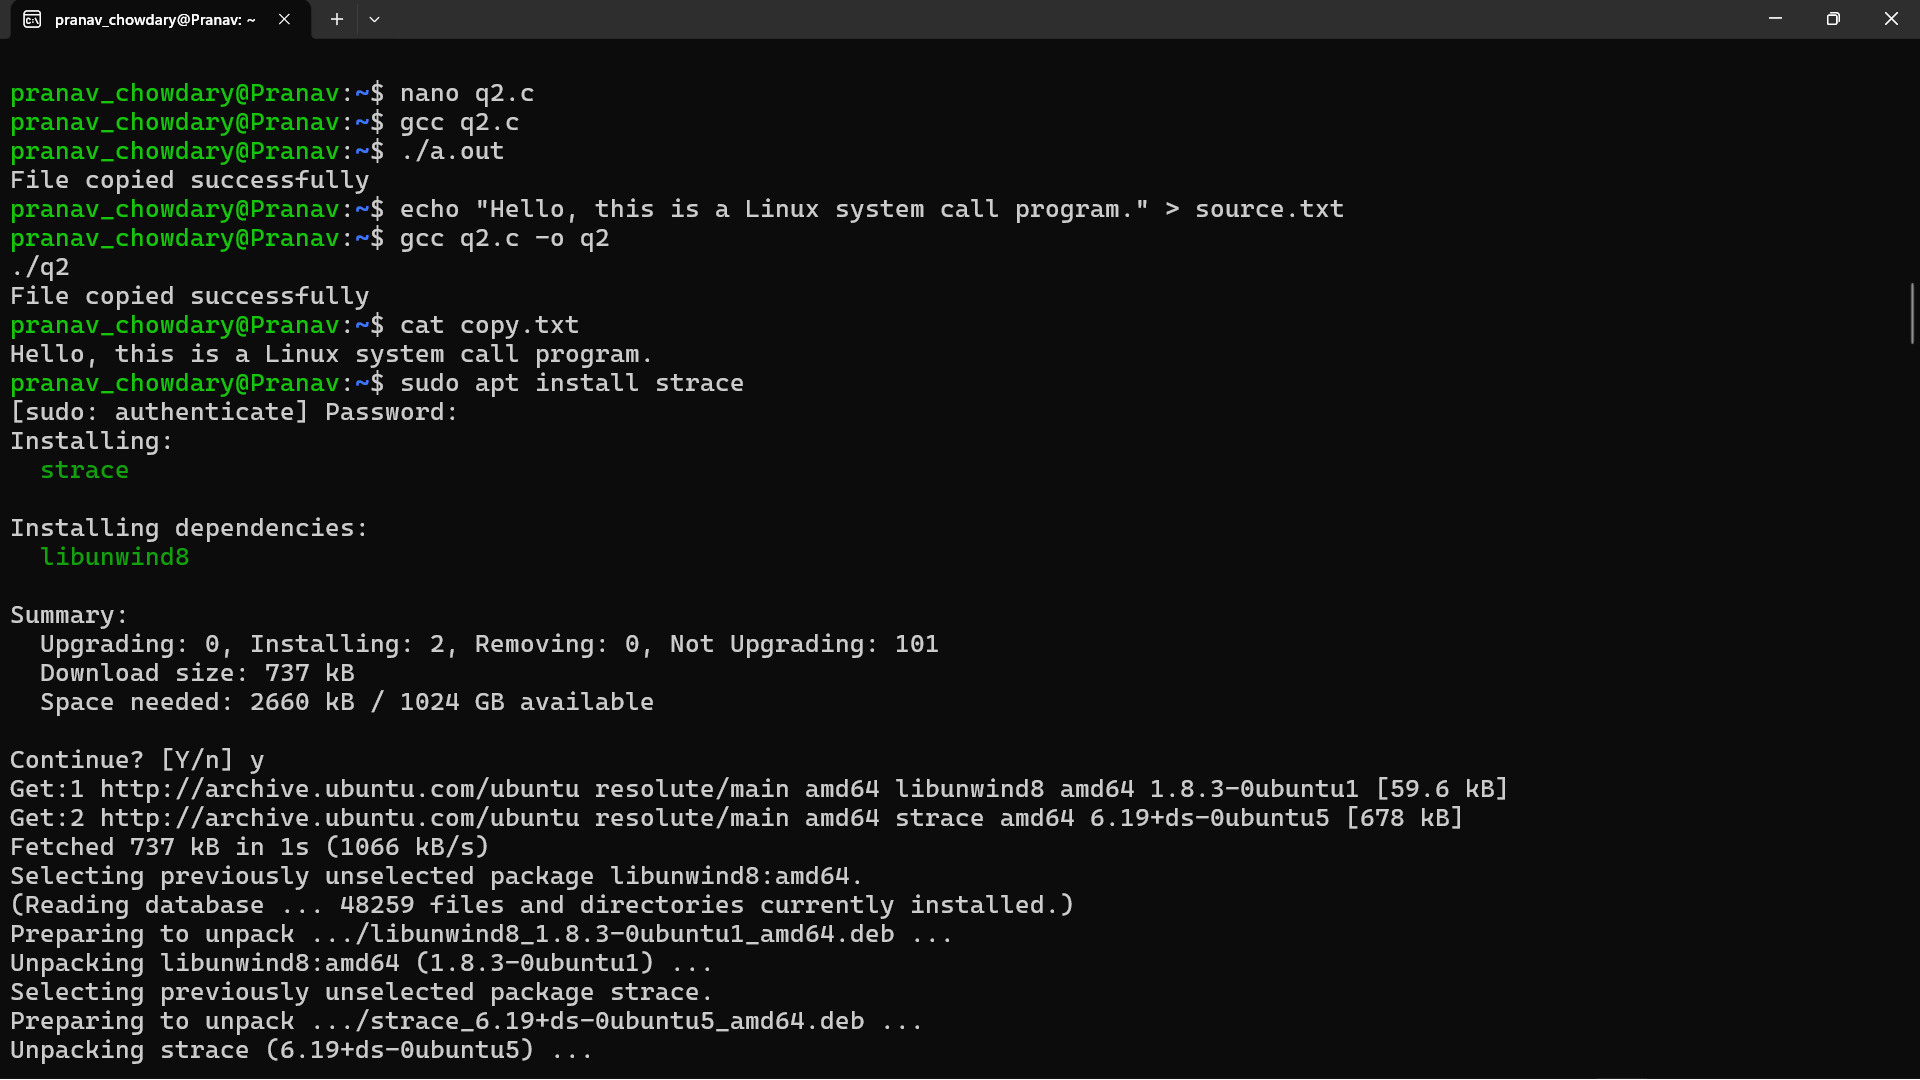 pranav_chowdary@Pranav: ~
pranav_chowdary@Pranav:~$ nano q2.c
pranav_chowdary@Pranav:~$ gcc q2.c
pranav_chowdary@Pranav:~$ ./a.out
File copied successfully
pranav_chowdary@Pranav:~$ echo "Hello, this is a Linux system call program." > source.txt
pranav_chowdary@Pranav:~$ gcc q2.c -o q2
./q2
File copied successfully
pranav_chowdary@Pranav:~$ cat copy.txt
Hello, this is a Linux system call program.
pranav_chowdary@Pranav:~$ sudo apt install strace
[sudo: authenticate] Password:
Installing:
  strace

Installing dependencies:
  libunwind8

Summary:
  Upgrading: 0, Installing: 2, Removing: 0, Not Upgrading: 101
  Download size: 737 kB
  Space needed: 2660 kB / 1024 GB available

Continue? [Y/n] y
Get:1 http://archive.ubuntu.com/ubuntu resolute/main amd64 libunwind8 amd64 1.8.3-0ubuntu1 [59.6 kB]
Get:2 http://archive.ubuntu.com/ubuntu resolute/main amd64 strace amd64 6.19+ds-0ubuntu5 [678 kB]
Fetched 737 kB in 1s (1066 kB/s)
Selecting previously unselected package libunwind8:amd64.
(Reading database ... 48259 files and directories currently installed.)
Preparing to unpack .../libunwind8_1.8.3-0ubuntu1_amd64.deb ...
Unpacking libunwind8:amd64 (1.8.3-0ubuntu1) ...
Selecting previously unselected package strace.
Preparing to unpack .../strace_6.19+ds-0ubuntu5_amd64.deb ...
Unpacking strace (6.19+ds-0ubuntu5) ...